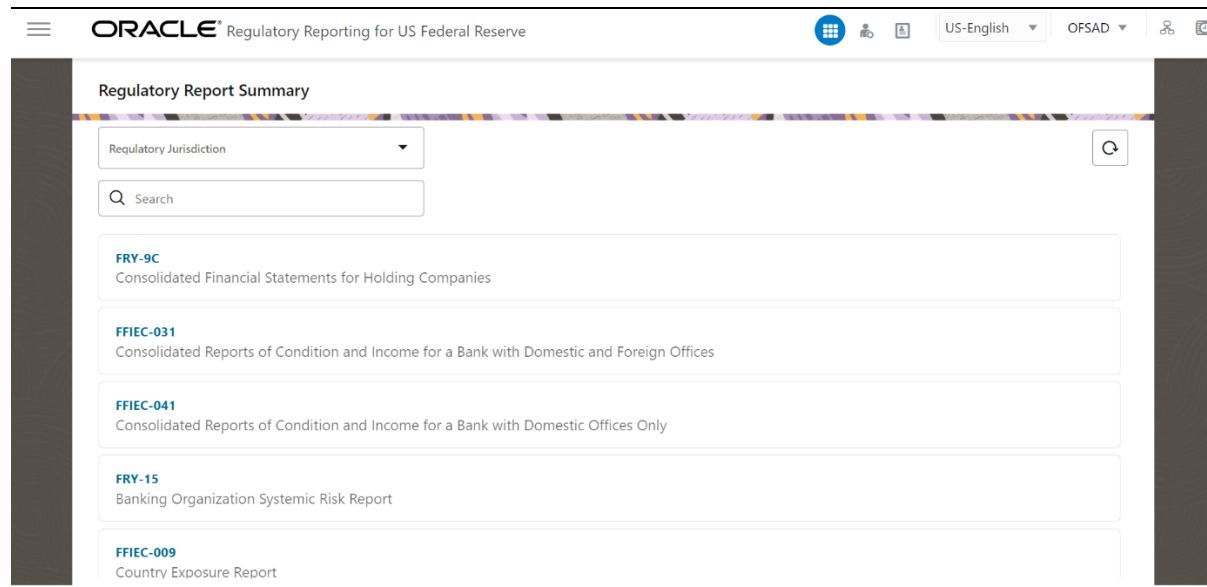 ORACLE® Regulatory Reporting for US Federal Reserve
US-English
OFSAD
Regulatory Report Summary
Regulatory Jurisdiction
Search
FRY-9C
Consolidated Financial Statements for Holding Companies
FFIEC-031
Consolidated Reports of Condition and Income for a Bank with Domestic and Foreign Offices
FFIEC-041
Consolidated Reports of Condition and Income for a Bank with Domestic Offices Only
FRY-15
Banking Organization Systemic Risk Report
FFIEC-009
Country Exposure Report